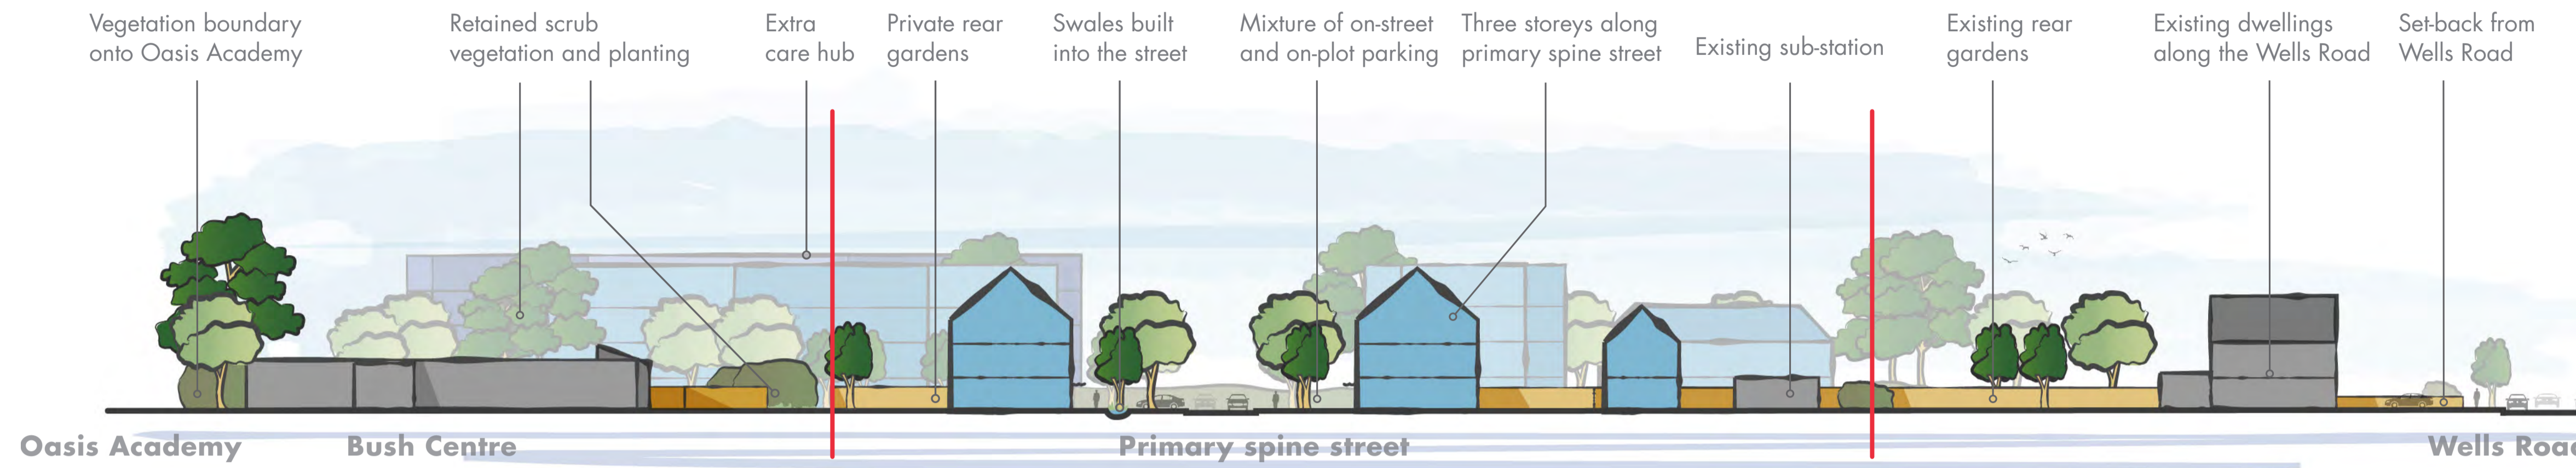 Vegetation boundary
onto Oasis Academy
Retained scrub
vegetation and planting
Extra
care hub
Private rear
gardens
Swales built
into the street
Mixture of on-street
and on-plot parking
Three storeys along
primary spine street
Existing sub-station
Existing rear
gardens
Existing dwellings
along the Wells Road
Set-back from
Wells Road
Oasis Academy
Bush Centre
Primary spine street
Wells Roa